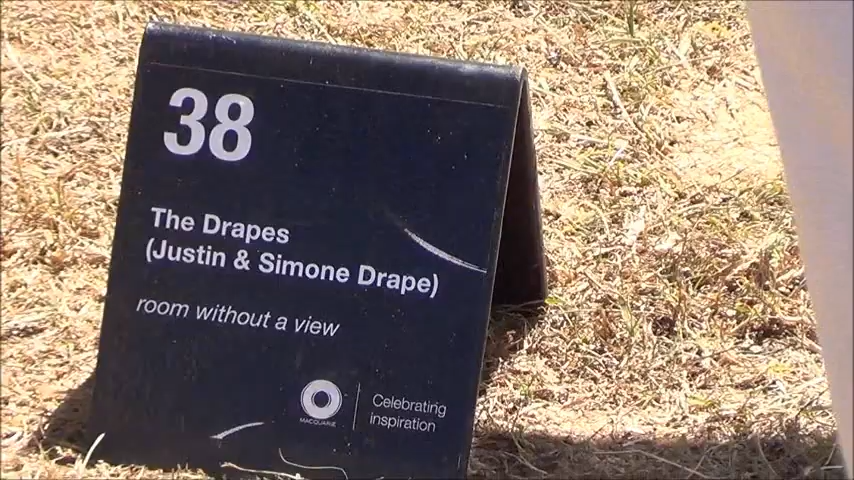 38
The Drapes
(Justin & Simone Drape)
room without a view
MACQUARIE
Celebrating
inspiration